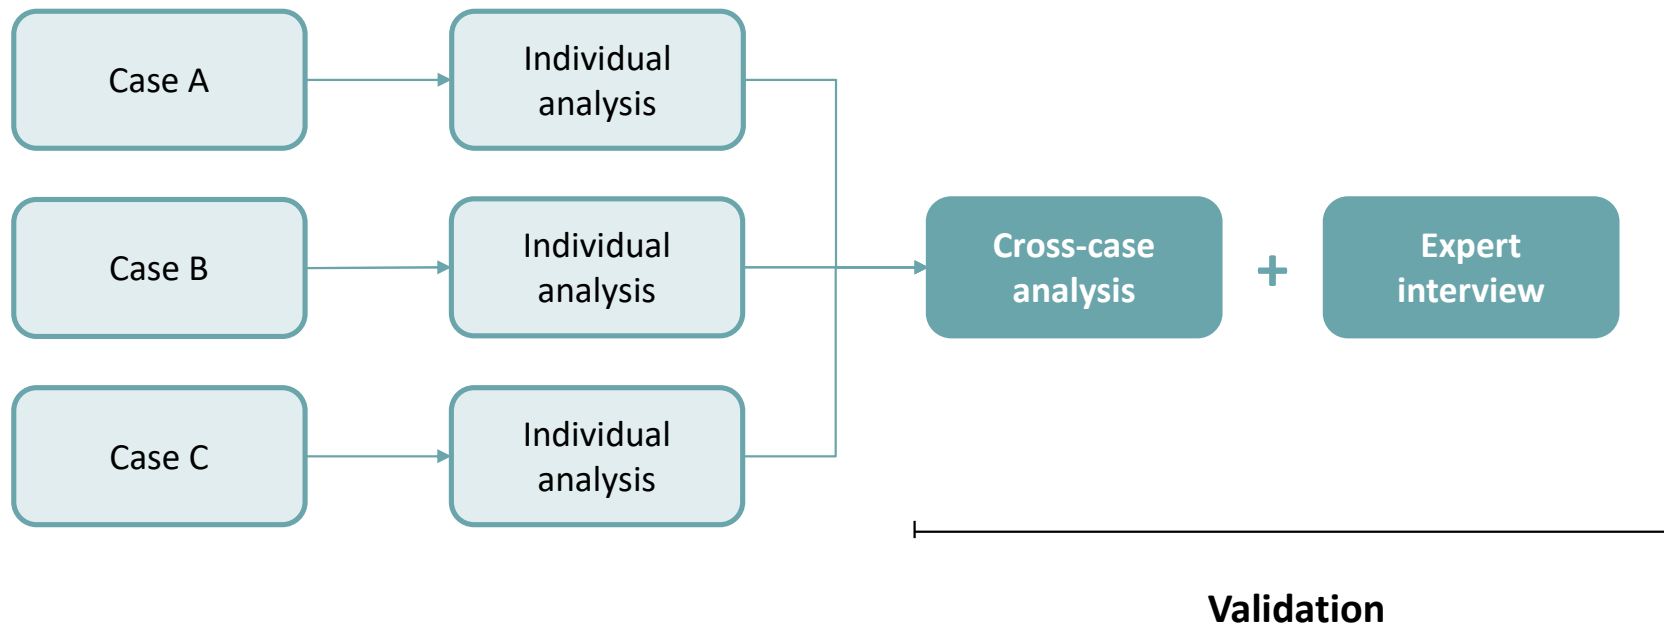 Case A
Individual
analysis
Case B
Individual
analysis
Cross-case
analysis
+
Expert
interview
Case C
Individual
analysis
Validation